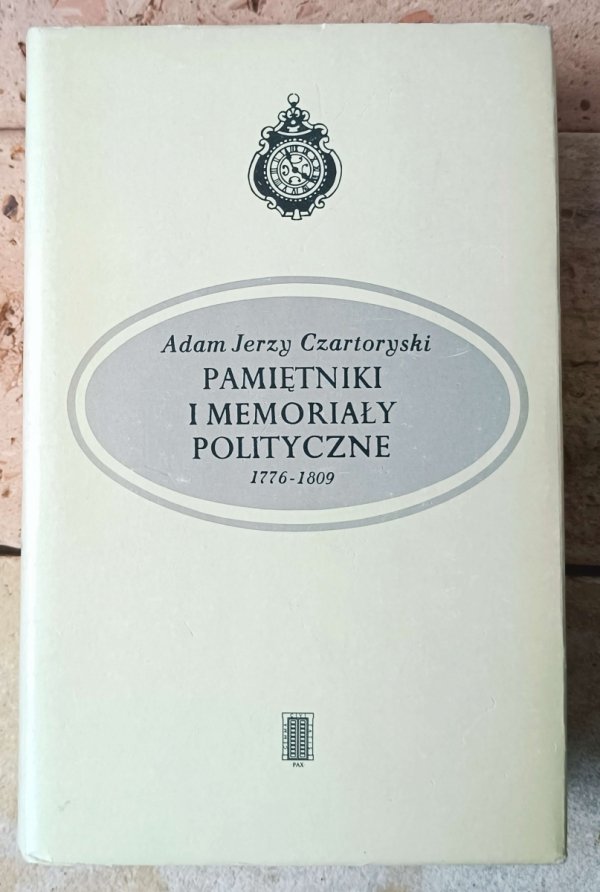 Adam Jerzy Czartoryski
PAMIĘTNIKI
I MEMORIAŁY
POLITYCZNE
1776-1809
PAX